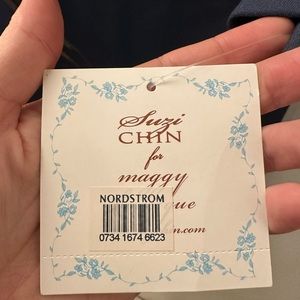 Suzi
CHIN
for
maggy
NORDSTROM
0734 1674 6623